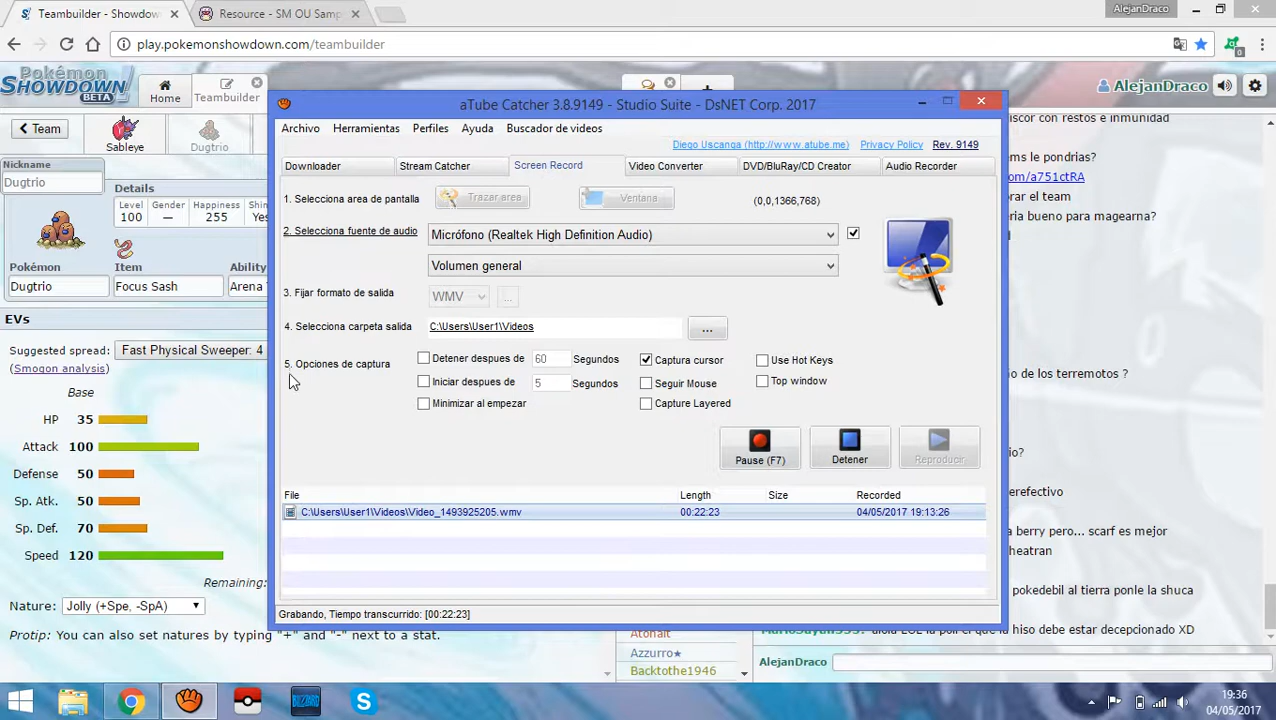 Teambuilder - Showdow
Resource - SM OU Samp
AlejanDraco
play.pokemonshowdown.com/teambuilder
Pokémon
SHOWDOWN
BETA
Home
Teambuilder
AlejanDraco
< Team
Sableye
Dugtrio
Nickname
Dugtrio
Details
Level Gender Happiness Shiny
100 — 255 Yes
Pokémon
Item
Ability
Dugtrio
Focus Sash
Arena
EVs
Suggested spread: Fast Physical Sweeper: 4
(Smogon analysis)
Base
HP 35
Attack 100
Defense 50
Sp. Atk. 50
Sp. Def. 70
Speed 120
Remaining:
Nature: Jolly (+Spe, -SpA)
Protip: You can also set natures by typing "+" and "-" next to a stat.
aTube Catcher 3.8.9149 - Studio Suite - DsNET Corp. 2017
Archivo Herramientas Perfiles Ayuda Buscador de videos
Diego Uscanga (http://www.atube.me) Privacy Policy Rev. 9149
Downloader Stream Catcher Screen Record Video Converter DVD/BluRay/CD Creator Audio Recorder
1. Selecciona area de pantalla Trazar area Ventana (0,0,1366,768)
2. Selecciona fuente de audio Micrófono (Realtek High Definition Audio)
Volumen general
3. Fijar formato de salida WMV ...
4. Selecciona carpeta salida C:\Users\User1\Videos ...
5. Opciones de captura
Detener despues de 60 Segundos
Captura cursor
Use Hot Keys
Iniciar despues de 5 Segundos
Seguir Mouse
Top window
Minimizar al empezar
Capture Layered
Pause (F7) Detener Reproducir
File Length Size Recorded
C:\Users\User1\Videos\Video_1493925205.wmv 00:22:23 04/05/2017 19:13:26
Grabando, Tiempo transcurrido: [00:22:23]
iscor con restos e inmunidad
ems le pondrias?
om/a751ctRA
rar el team
eria bueno para magearna?
io de los terremotos ?
rio?
erefectivo
a berry pero... scarf es mejor
heatran
pokedebil al tierra ponle la shuca
alola LOL la poli el que la hiso debe estar decepcionado XD
Azzurro★
Backtothe1946
AlejanDraco
19:36
04/05/2017